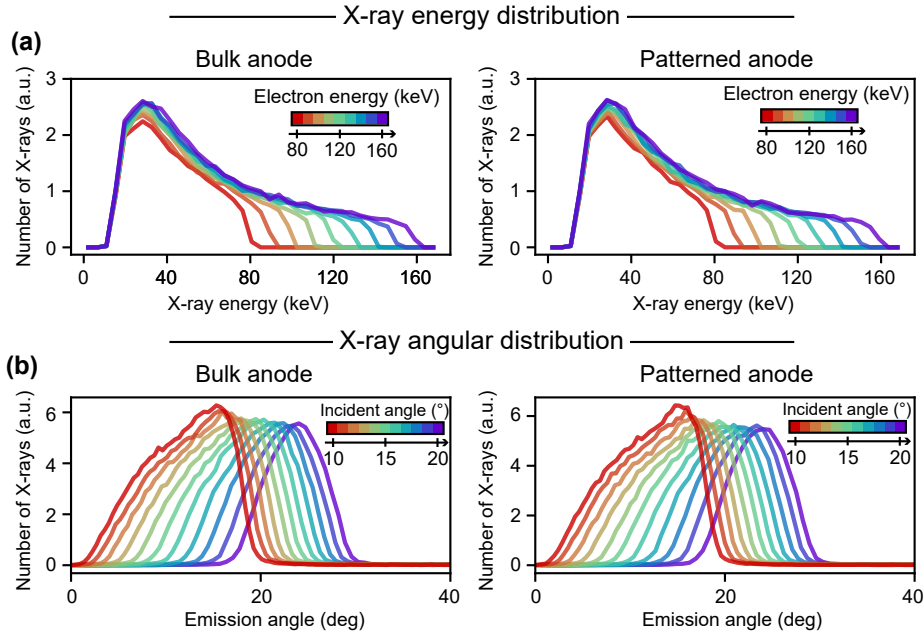 X-ray energy distribution
(a)
Bulk anode
Patterned anode
Number of X-rays (a.u.)
3
2
1
0
Electron energy (keV)
80 120 160
0 40 80 120 160
X-ray energy (keV)
Number of X-rays (a.u.)
3
2
1
0
Electron energy (keV)
80 120 160
0 40 80 120 160
X-ray energy (keV)
X-ray angular distribution
(b)
Bulk anode
Patterned anode
Number of X-rays (a.u.)
6
4
2
0
Incident angle (°)
10 15 20
0 20 40
Emission angle (deg)
Number of X-rays (a.u.)
6
4
2
0
Incident angle (°)
10 15 20
0 20 40
Emission angle (deg)